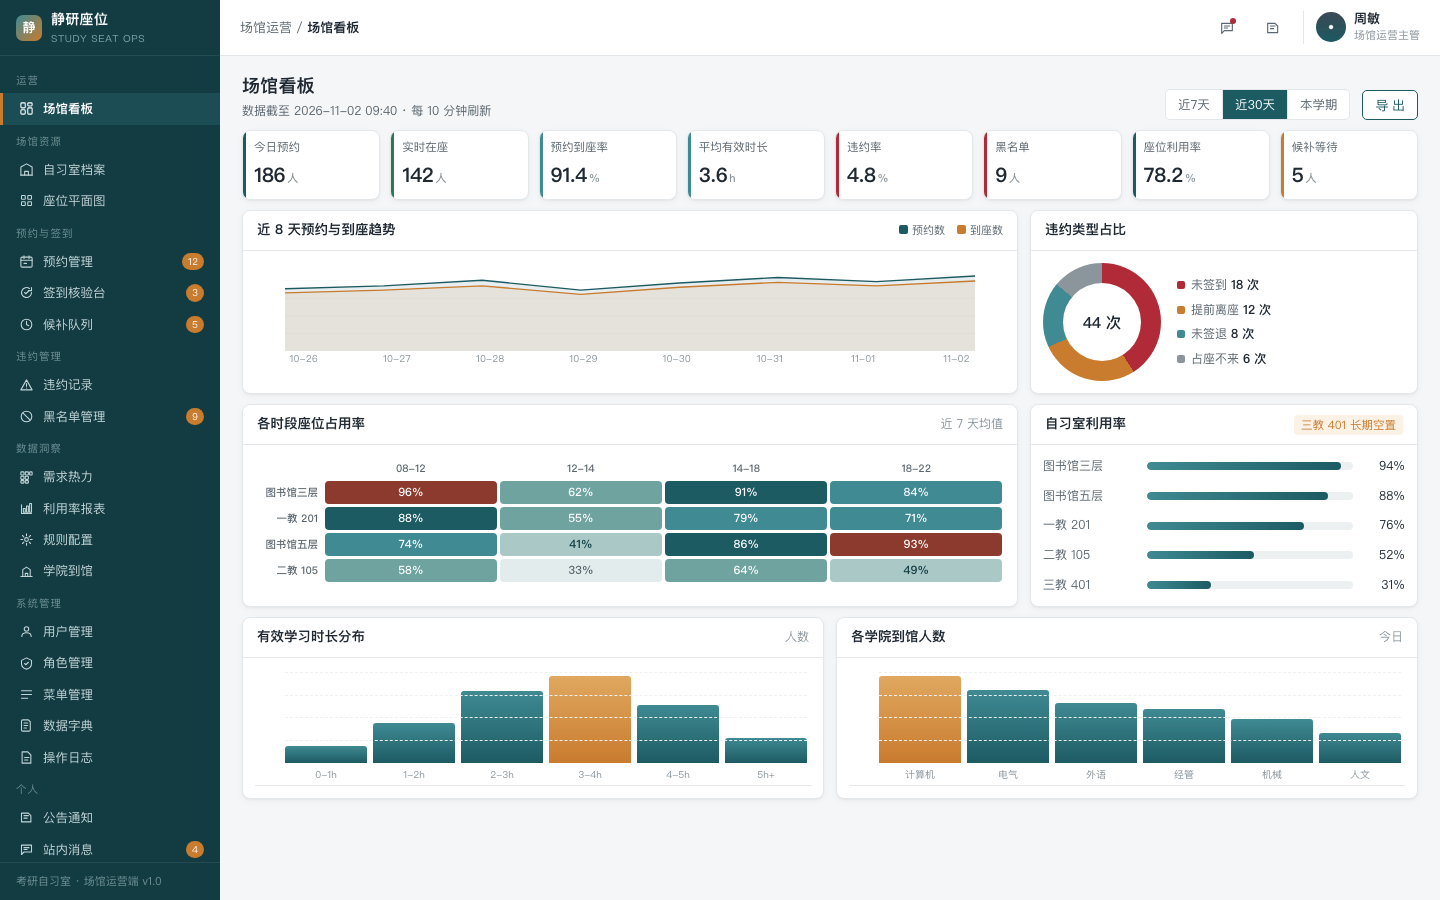 静
静研座位
STUDY SEAT OPS
运营
场馆看板
场馆资源
自习室档案
座位平面图
预约与签到
预约管理 12
签到核验台 3
候补队列 5
违约管理
违约记录
黑名单管理 9
数据洞察
需求热力
利用率报表
规则配置
学院到馆
系统管理
用户管理
角色管理
菜单管理
数据字典
操作日志
个人
公告通知
站内消息 4
考研自习室 · 场馆运营端 v1.0
场馆运营 / 场馆看板
周敏
场馆运营主管
场馆看板
数据截至 2026-11-02 09:40 · 每 10 分钟刷新
近7天 近30天 本学期 导 出
今日预约
186人
实时在座
142人
预约到座率
91.4%
平均有效时长
3.6h
违约率
4.8%
黑名单
9人
座位利用率
78.2%
候补等待
5人
近 8 天预约与到座趋势
预约数 到座数
10-26 10-27 10-28 10-29 10-30 10-31 11-01 11-02
违约类型占比
44 次
未签到 18 次
提前离座 12 次
未签退 8 次
占座不来 6 次
各时段座位占用率 近 7 天均值
08-12 12-14 14-18 18-22
图书馆三层 96% 62% 91% 84%
一教 201 88% 55% 79% 71%
图书馆五层 74% 41% 86% 93%
二教 105 58% 33% 64% 49%
自习室利用率 三教 401 长期空置
图书馆三层 94%
图书馆五层 88%
一教 201 76%
二教 105 52%
三教 401 31%
有效学习时长分布 人数
0-1h 1-2h 2-3h 3-4h 4-5h 5h+
各学院到馆人数 今日
计算机 电气 外语 经管 机械 人文